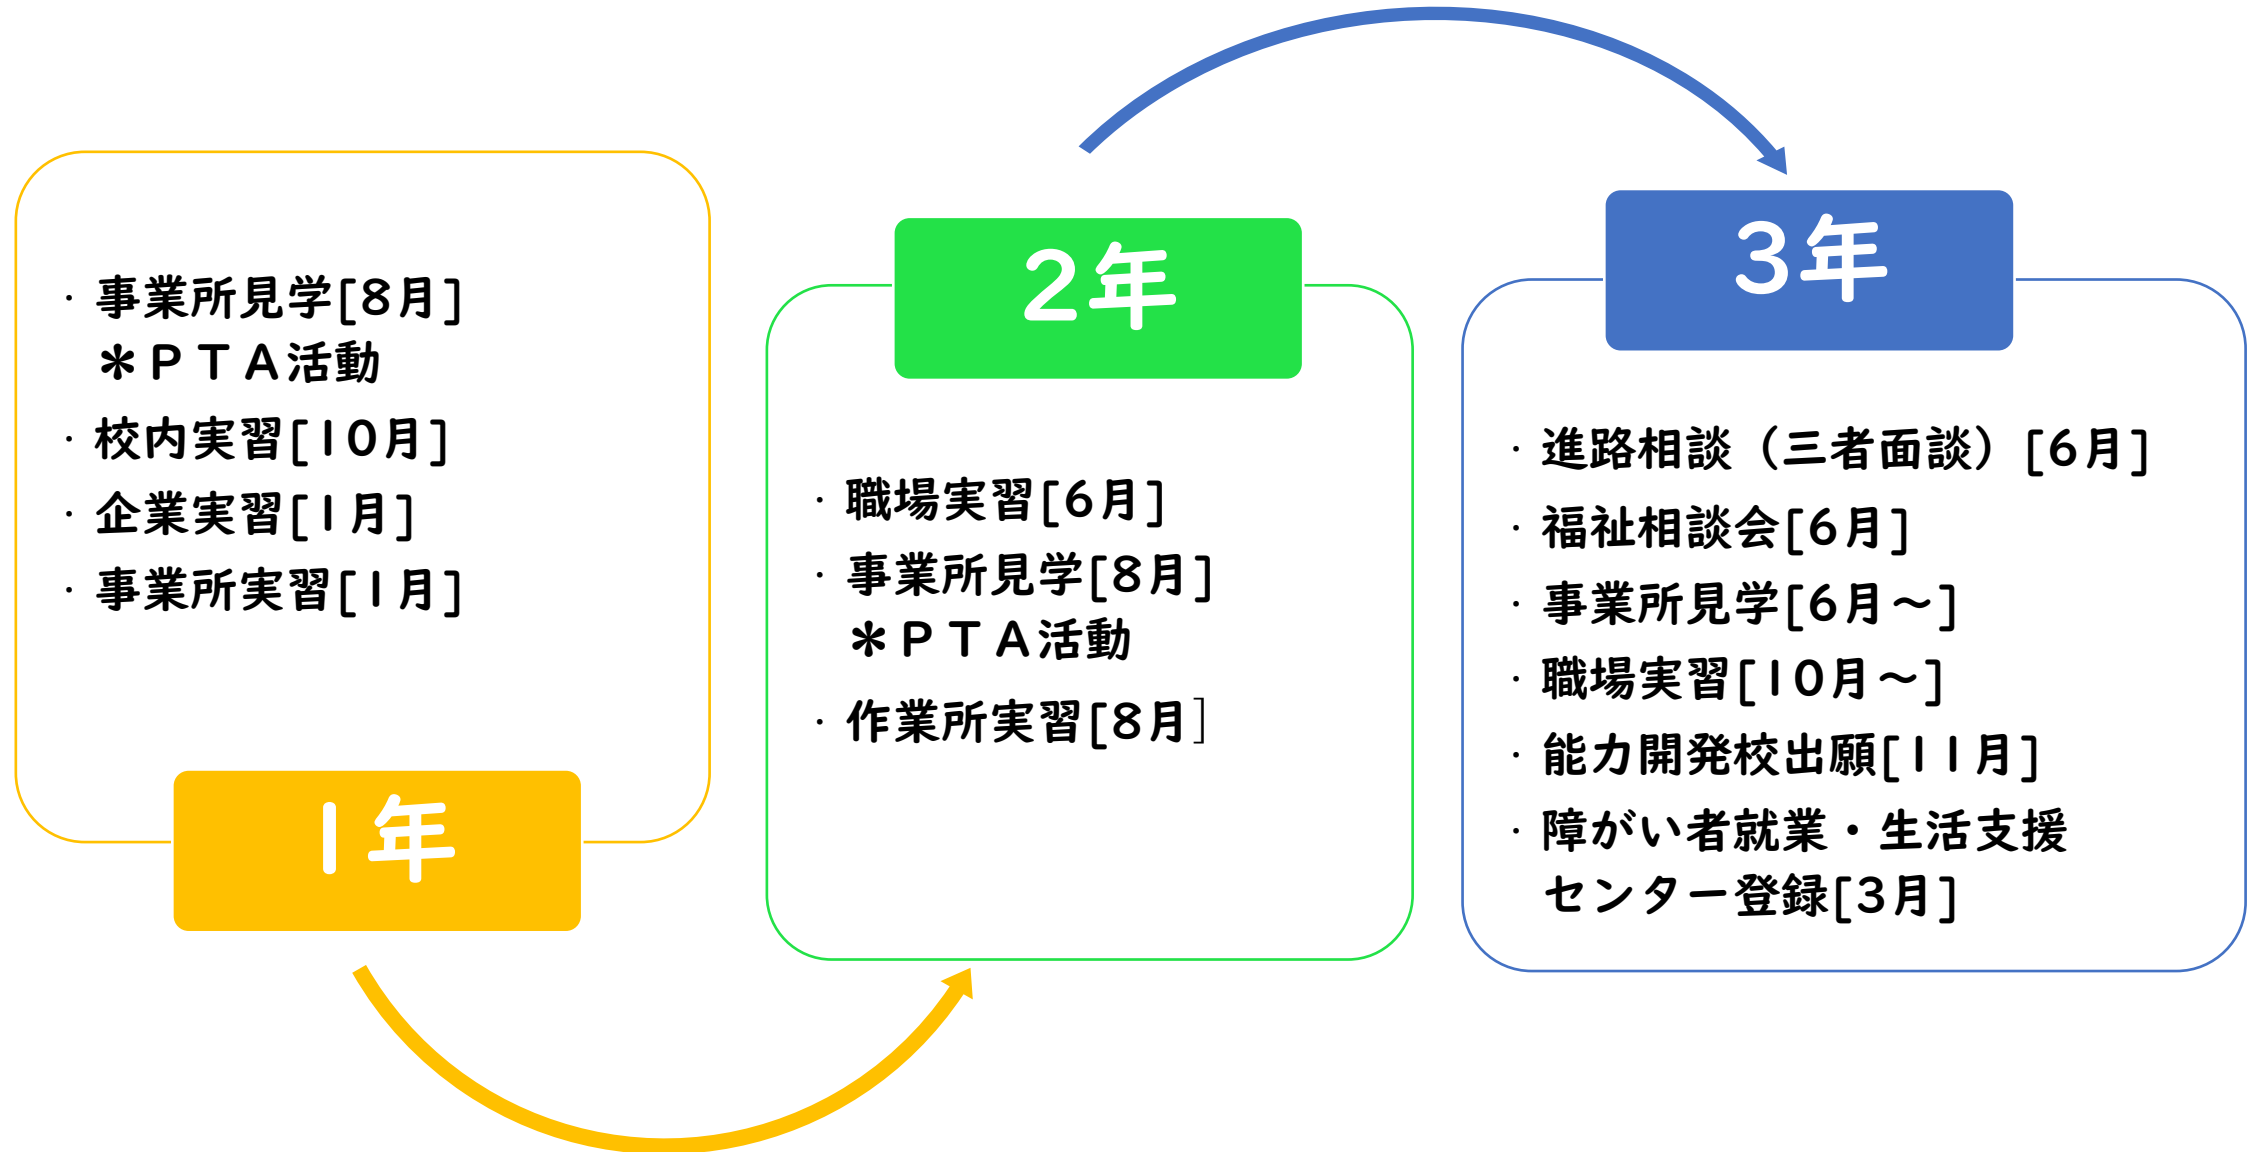 ・事業所見学[8月]
＊ＰＴＡ活動
・校内実習[10月]
・企業実習[1月]
・事業所実習[1月]
1年
2年
・職場実習[6月]
・事業所見学[8月]
＊ＰＴＡ活動
・作業所実習[8月]
3年
・進路相談（三者面談）[6月]
・福祉相談会[6月]
・事業所見学[6月～]
・職場実習[10月～]
・能力開発校出願[11月]
・障がい者就業・生活支援
センター登録[3月]